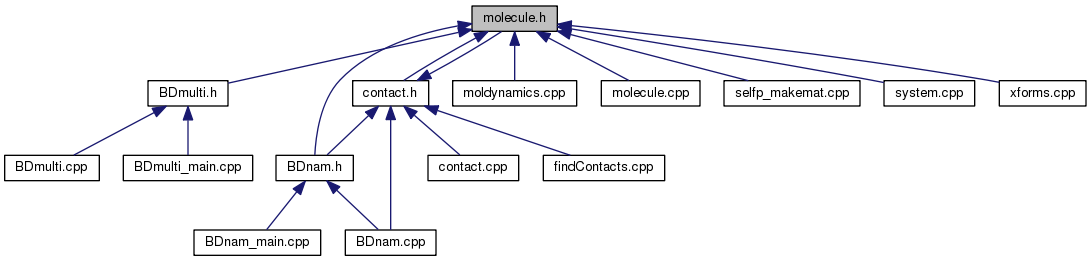 molecule.h
BDmulti.h
contact.h
moldynamics.cpp
molecule.cpp
selfp_makemat.cpp
system.cpp
xforms.cpp
BDmulti.cpp
BDmulti_main.cpp
BDnam.h
contact.cpp
findContacts.cpp
BDnam_main.cpp
BDnam.cpp